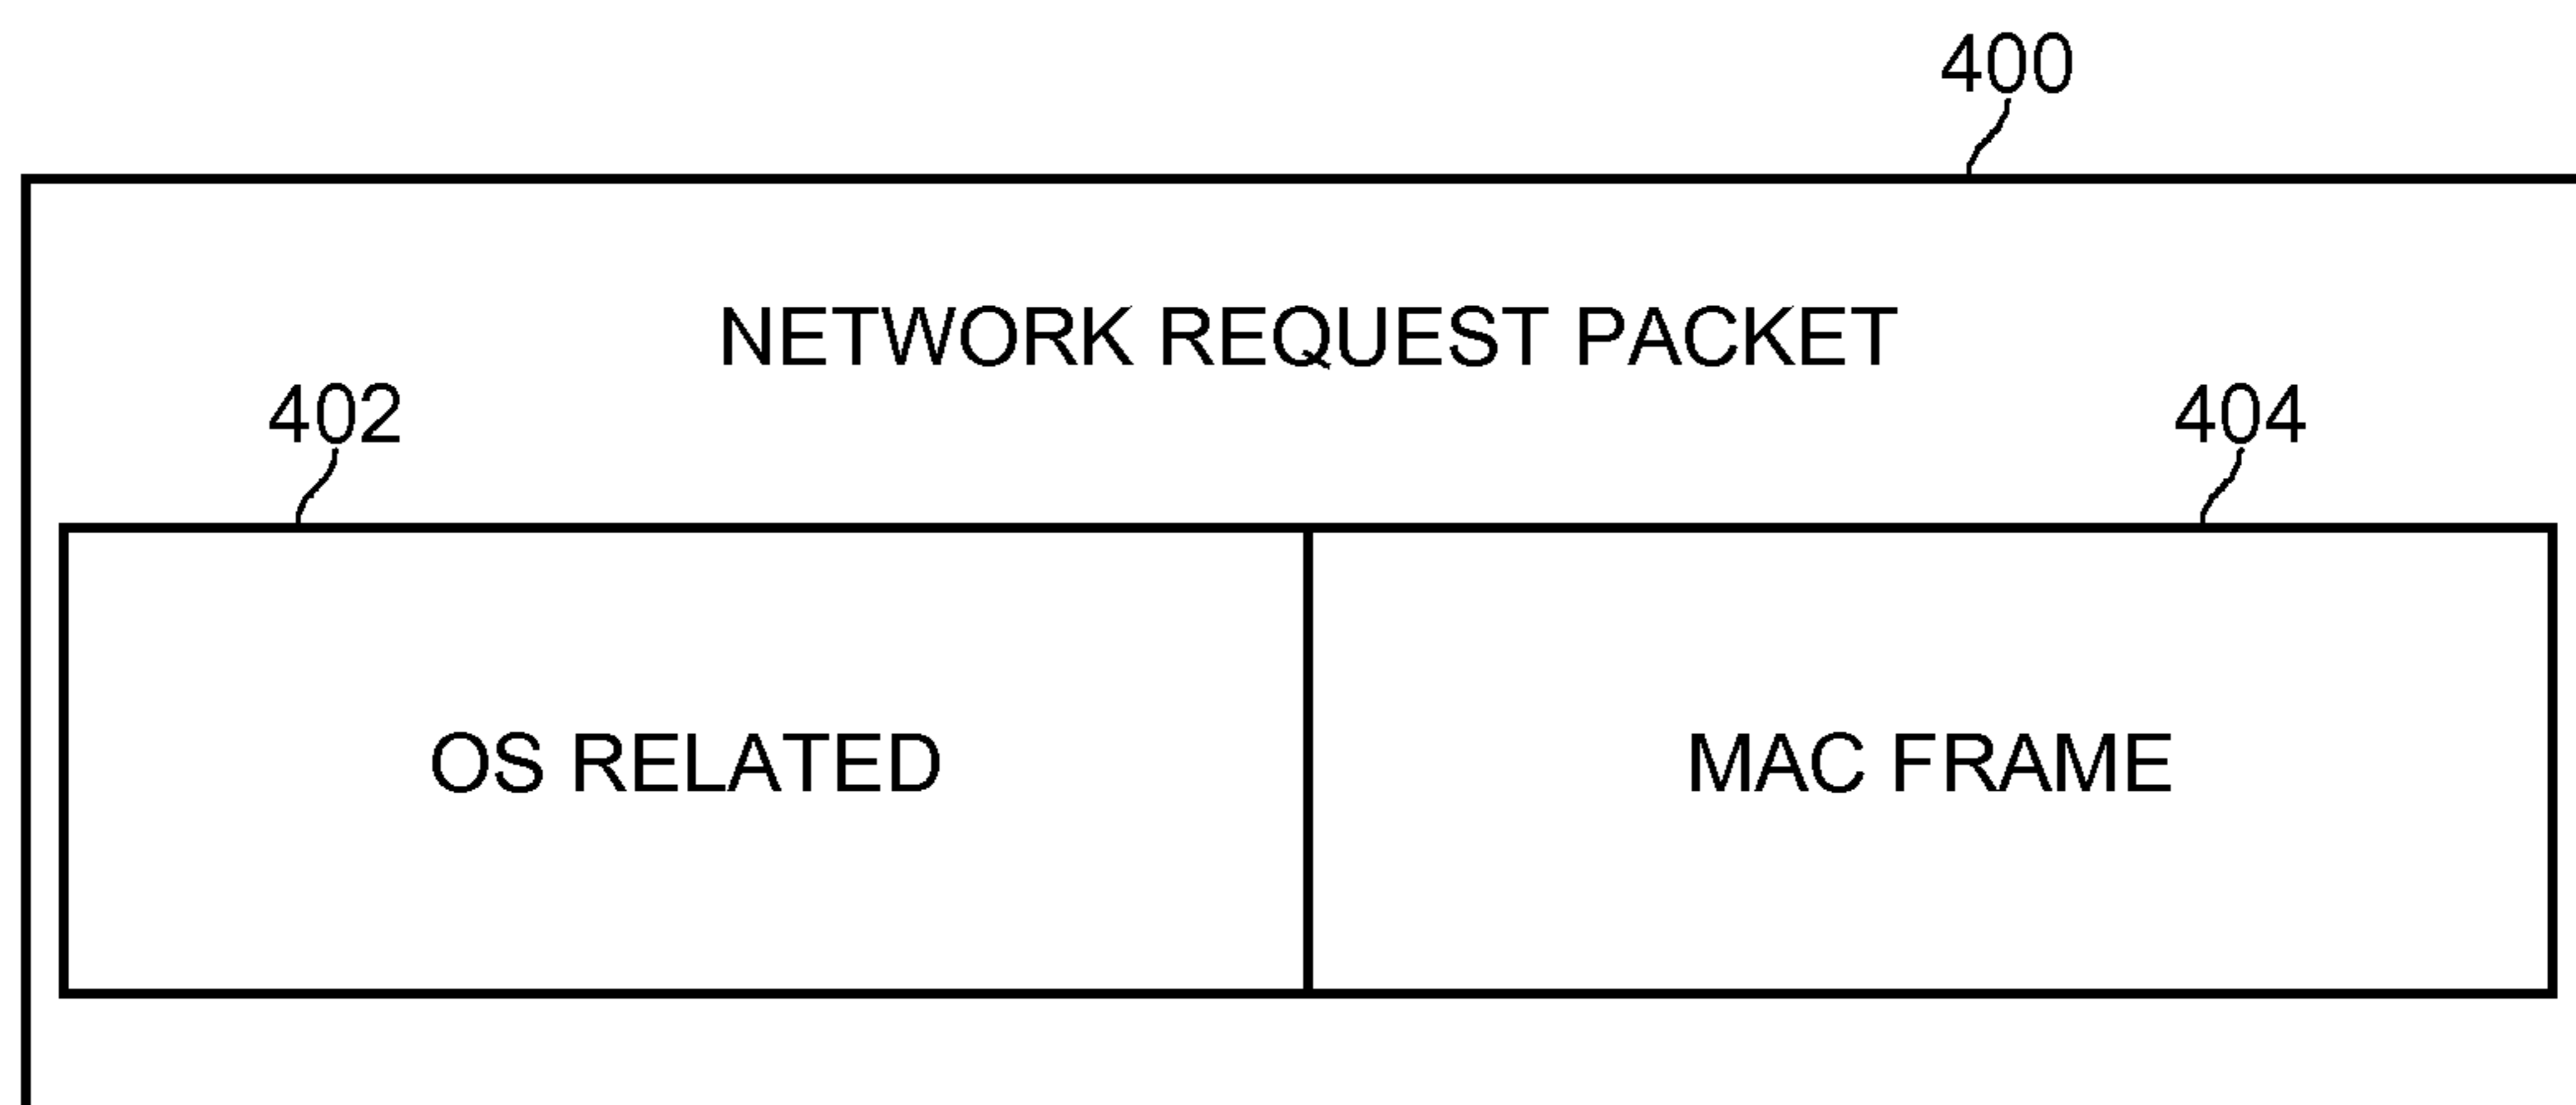 400
NETWORK REQUEST PACKET
402
404
OS RELATED
MAC FRAME